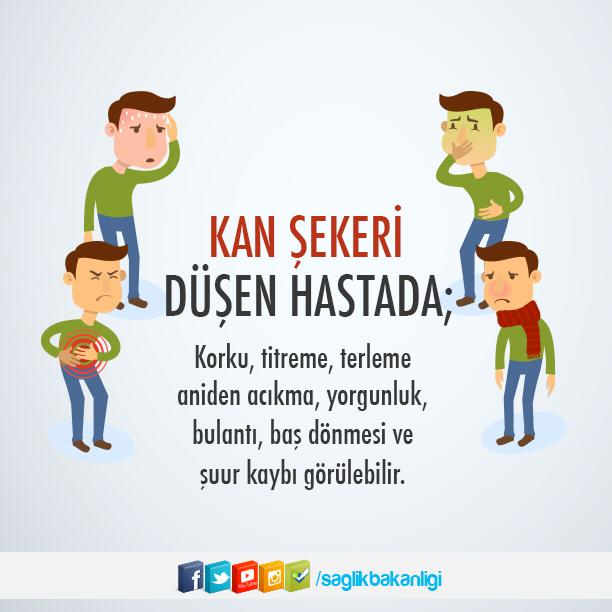 KAN ŞEKERİ
DÜŞEN HASTADA;
Korku, titreme, terleme
aniden acıkma, yorgunluk,
bulantı, baş dönmesi ve
şuur kaybı görülebilir.
/saglikbakanligi